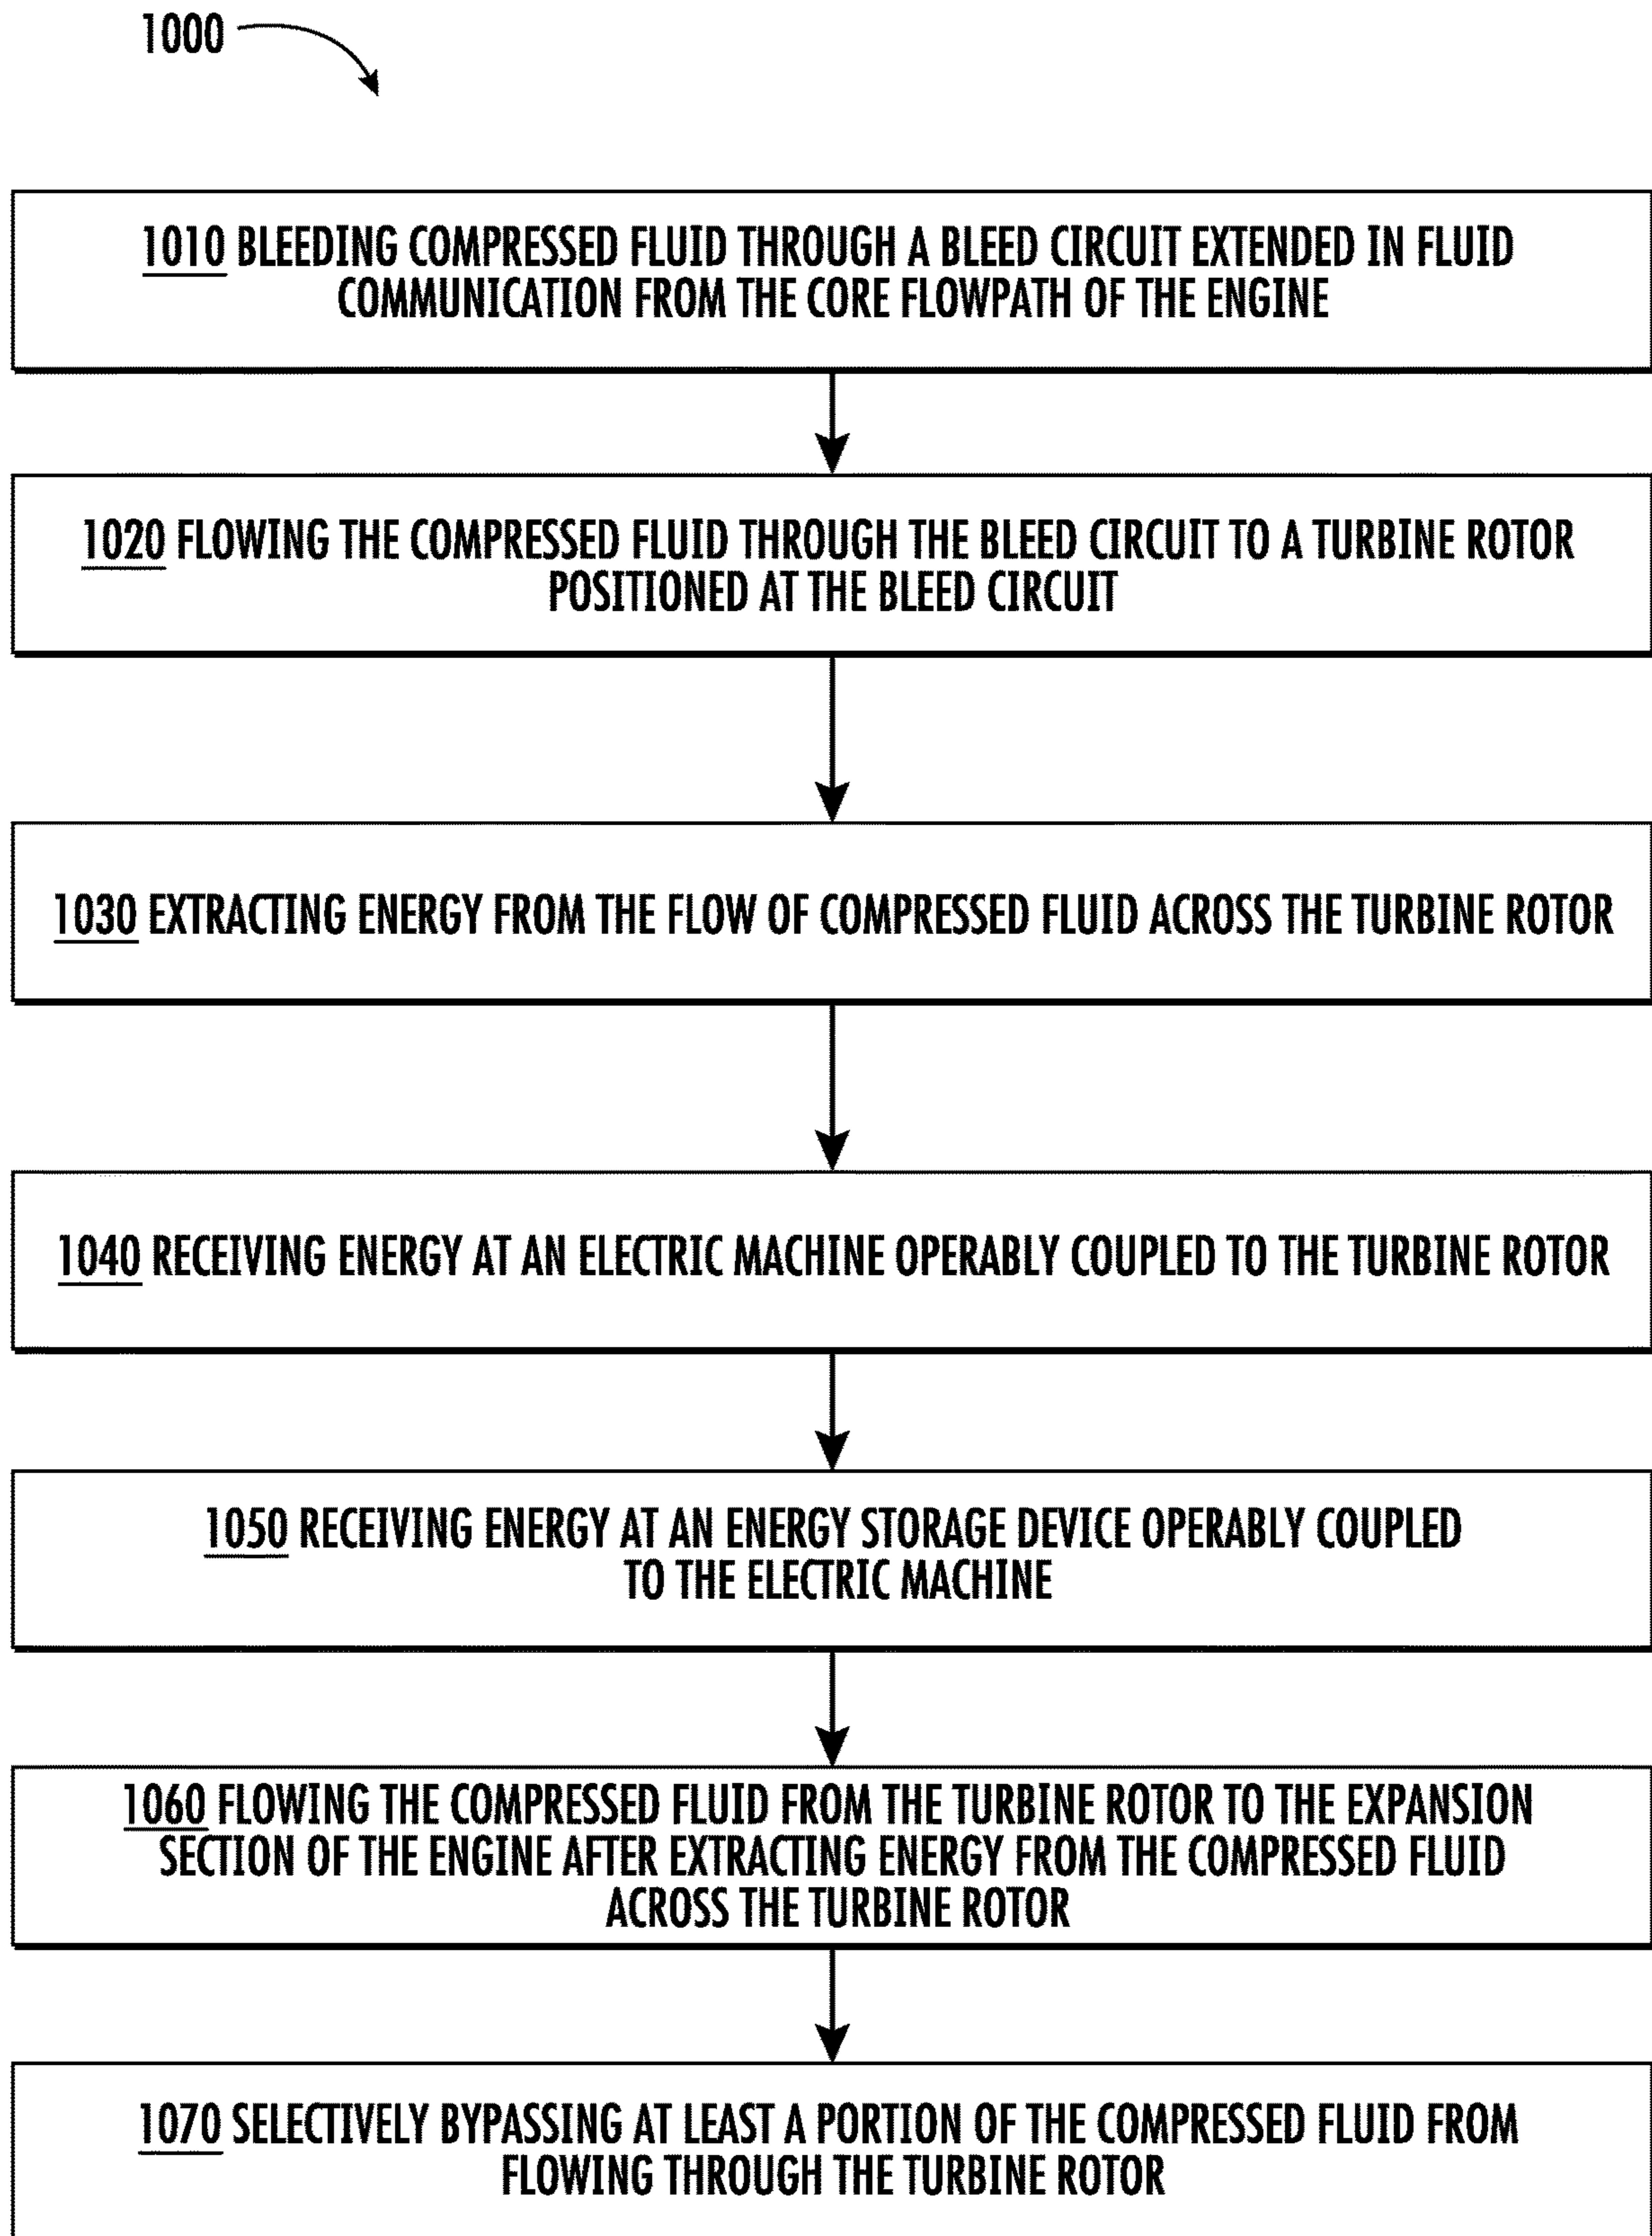 1000
1010 BLEEDING COMPRESSED FLUID THROUGH A BLEED CIRCUIT EXTENDED IN FLUID
COMMUNICATION FROM THE CORE FLOWPATH OF THE ENGINE
1020 FLOWING THE COMPRESSED FLUID THROUGH THE BLEED CIRCUIT TO A TURBINE ROTOR
POSITIONED AT THE BLEED CIRCUIT
1030 EXTRACTING ENERGY FROM THE FLOW OF COMPRESSED FLUID ACROSS THE TURBINE ROTOR
1040 RECEIVING ENERGY AT AN ELECTRIC MACHINE OPERABLY COUPLED TO THE TURBINE ROTOR
1050 RECEIVING ENERGY AT AN ENERGY STORAGE DEVICE OPERABLY COUPLED
TO THE ELECTRIC MACHINE
1060 FLOWING THE COMPRESSED FLUID FROM THE TURBINE ROTOR TO THE EXPANSION
SECTION OF THE ENGINE AFTER EXTRACTING ENERGY FROM THE COMPRESSED FLUID
ACROSS THE TURBINE ROTOR
1070 SELECTIVELY BYPASSING AT LEAST A PORTION OF THE COMPRESSED FLUID FROM
FLOWING THROUGH THE TURBINE ROTOR